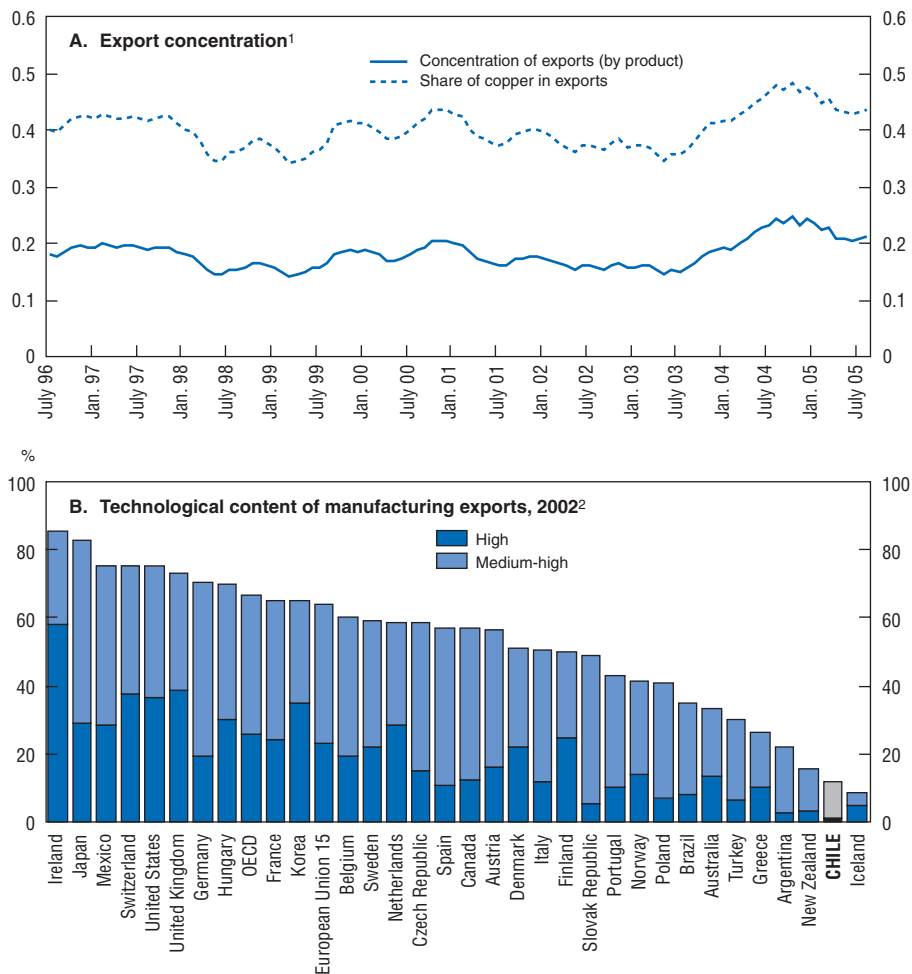 A. Export concentration1
Concentration of exports (by product)
Share of copper in exports
0.6 0.6
0.5 0.5
0.4 0.4
0.3 0.3
0.2 0.2
0.1 0.1
0 0
July 96
Jan. 97
July 97
Jan. 98
July 98
Jan. 99
July 99
Jan. 00
July 00
Jan. 01
July 01
Jan. 02
July 02
Jan. 03
July 03
Jan. 04
July 04
Jan. 05
July 05
%
B. Technological content of manufacturing exports, 20022
High
Medium-high
100 100
80 80
60 60
40 40
20 20
0 0
Ireland
Japan
Mexico
Switzerland
United States
United Kingdom
Germany
Hungary
OECD
France
Korea
European Union 15
Belgium
Sweden
Netherlands
Czech Republic
Spain
Canada
Austria
Denmark
Italy
Finland
Slovak Republic
Portugal
Norway
Poland
Brazil
Australia
Turkey
Greece
Argentina
New Zealand
CHILE
Iceland